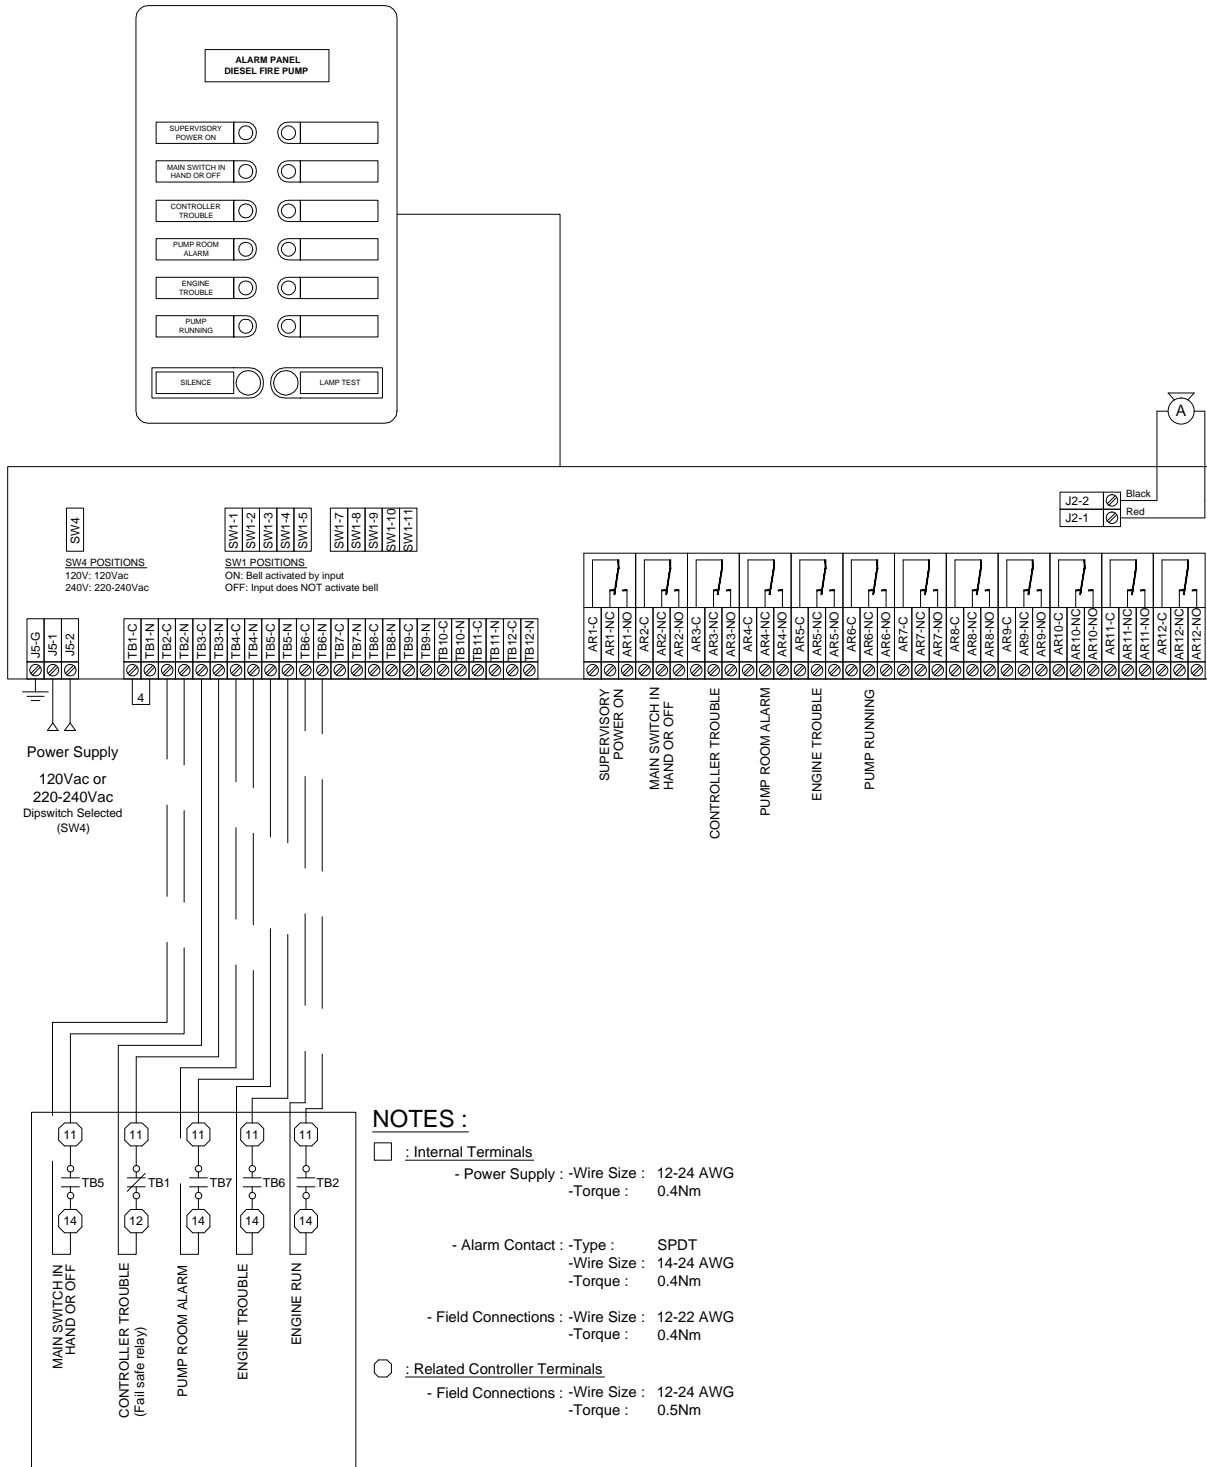 ALARM PANEL
DIESEL FIRE PUMP
SUPERVISORY
POWER ON
MAIN SWITCH IN
HAND OR OFF
CONTROLLER
TROUBLE
PUMP ROOM
ALARM
ENGINE
TROUBLE
PUMP
RUNNING
SILENCE
LAMP TEST
A
J2-2
Black
J2-1
Red
SW4
SW4 POSITIONS
120V: 120Vac
240V: 220-240Vac
SW1-1
SW1-2
SW1-3
SW1-4
SW1-5
SW1-7
SW1-8
SW1-9
SW1-10
SW1-11
SW1 POSITIONS
ON: Bell activated by input
OFF: Input does NOT activate bell
J5-G
J5-1
J5-2
TB1-C
TB1-N
TB2-C
TB2-N
TB3-C
TB3-N
TB4-C
TB4-N
TB5-C
TB5-N
TB6-C
TB6-N
TB7-C
TB7-N
TB8-C
TB8-N
TB9-C
TB9-N
TB10-C
TB10-N
TB11-C
TB11-N
TB12-C
TB12-N
AR1-C
AR1-NC
AR1-NO
AR2-C
AR2-NC
AR2-NO
AR3-C
AR3-NC
AR3-NO
AR4-C
AR4-NC
AR4-NO
AR5-C
AR5-NC
AR5-NO
AR6-C
AR6-NC
AR6-NO
AR7-C
AR7-NC
AR7-NO
AR8-C
AR8-NC
AR8-NO
AR9-C
AR9-NC
AR9-NO
AR10-C
AR10-NC
AR10-NO
AR11-C
AR11-NC
AR11-NO
AR12-C
AR12-NC
AR12-NO
4
Power Supply
120Vac or
220-240Vac
Dipswitch Selected
(SW4)
SUPERVISORY
POWER ON
MAIN SWITCH IN
HAND OR OFF
CONTROLLER TROUBLE
PUMP ROOM ALARM
ENGINE TROUBLE
PUMP RUNNING
11
11
11
11
11
TB5
TB1
TB7
TB6
TB2
14
12
14
14
14
MAIN SWITCH IN
HAND OR OFF
CONTROLLER TROUBLE
(Fail safe relay)
PUMP ROOM ALARM
ENGINE TROUBLE
ENGINE RUN
NOTES :
: Internal Terminals
- Power Supply : -Wire Size : 12-24 AWG
-Torque : 0.4Nm
- Alarm Contact : -Type : SPDT
-Wire Size : 14-24 AWG
-Torque : 0.4Nm
- Field Connections : -Wire Size : 12-22 AWG
-Torque : 0.4Nm
: Related Controller Terminals
- Field Connections : -Wire Size : 12-24 AWG
-Torque : 0.5Nm